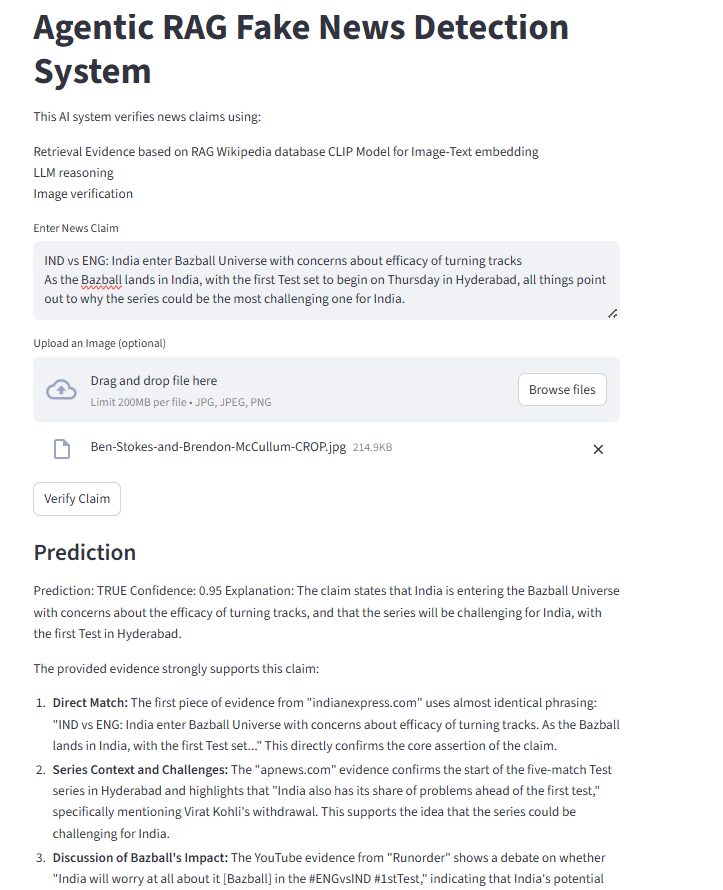 Agentic RAG Fake News Detection
System
This AI system verifies news claims using:
Retrieval Evidence based on RAG Wikipedia database CLIP Model for Image-Text embedding
LLM reasoning
Image verification
Enter News Claim
IND vs ENG: India enter Bazball Universe with concerns about efficacy of turning tracks
As the Bazball lands in India, with the first Test set to begin on Thursday in Hyderabad, all things point
out to why the series could be the most challenging one for India.
Upload an Image (optional)
Drag and drop file here
Limit 200MB per file • JPG, JPEG, PNG
Browse files
Ben-Stokes-and-Brendon-McCullum-CROP.jpg 214.9KB
Verify Claim
Prediction
Prediction: TRUE Confidence: 0.95 Explanation: The claim states that India is entering the Bazball Universe
with concerns about the efficacy of turning tracks, and that the series will be challenging for India, with
the first Test in Hyderabad.
The provided evidence strongly supports this claim:
1. Direct Match: The first piece of evidence from "indianexpress.com" uses almost identical phrasing:
"IND vs ENG: India enter Bazball Universe with concerns about efficacy of turning tracks. As the Bazball
lands in India, with the first Test set..." This directly confirms the core assertion of the claim.
2. Series Context and Challenges: The "apnews.com" evidence confirms the start of the five-match Test
series in Hyderabad and highlights that "India also has its share of problems ahead of the first test,"
specifically mentioning Virat Kohli's withdrawal. This supports the idea that the series could be
challenging for India.
3. Discussion of Bazball's Impact: The YouTube evidence from "Runorder" shows a debate on whether
"India will worry at all about it [Bazball] in the #ENGvsIND #1stTest," indicating that India's potential